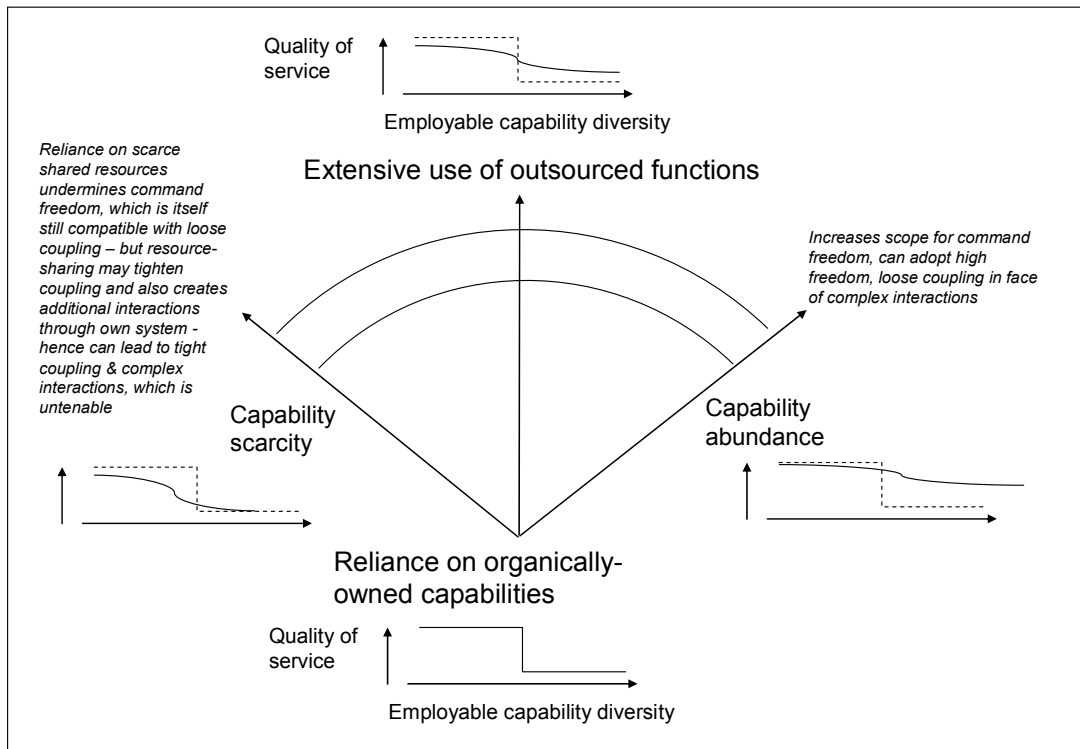 Quality of
service
Employable capability diversity
Extensive use of outsourced functions
Reliance on scarce
shared resources
undermines command
freedom, which is itself
still compatible with loose
coupling – but resource-
sharing may tighten
coupling and also creates
additional interactions
through own system -
hence can lead to tight
coupling & complex
interactions, which is
untenable
Increases scope for command
freedom, can adopt high
freedom, loose coupling in face
of complex interactions
Capability
scarcity
Capability
abundance
Reliance on organically-
owned capabilities
Quality of
service
Employable capability diversity